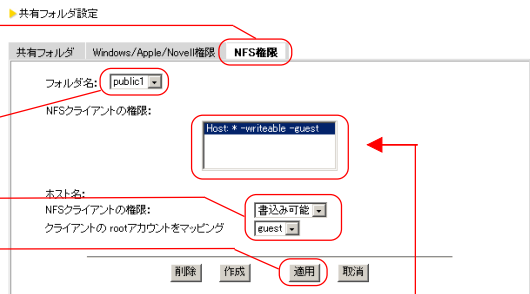 共有フォルダ設定
共有フォルダ Windows/Apple/Novell権限 NFS権限
フォルダ名: public1
NFSクライアントの権限:
Host: * -writeable -guest
ホスト名:
NFSクライアントの権限: 書込み可能
クライアントの rootアカウントをマッピング guest
削除 作成 適用 取消